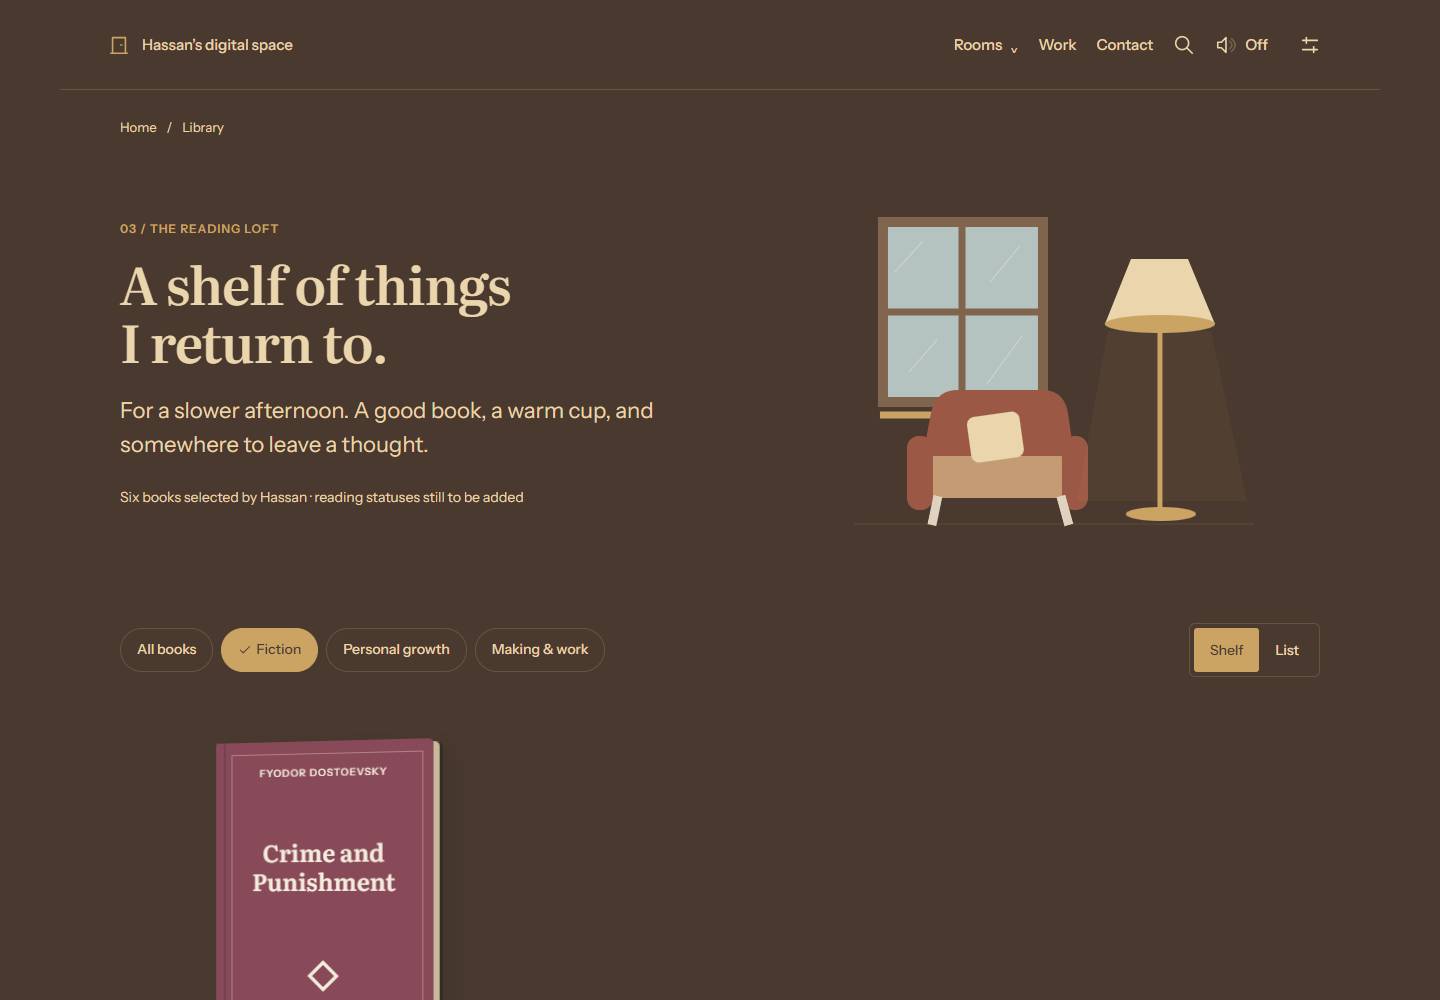 Hassan's digital space
Rooms
Work
Contact
Off
Home / Library
03 / THE READING LOFT
A shelf of things
I return to.
For a slower afternoon. A good book, a warm cup, and
somewhere to leave a thought.
Six books selected by Hassan · reading statuses still to be added
All books
Fiction
Personal growth
Making & work
Shelf
List
FYODOR DOSTOEVSKY
Crime and
Punishment